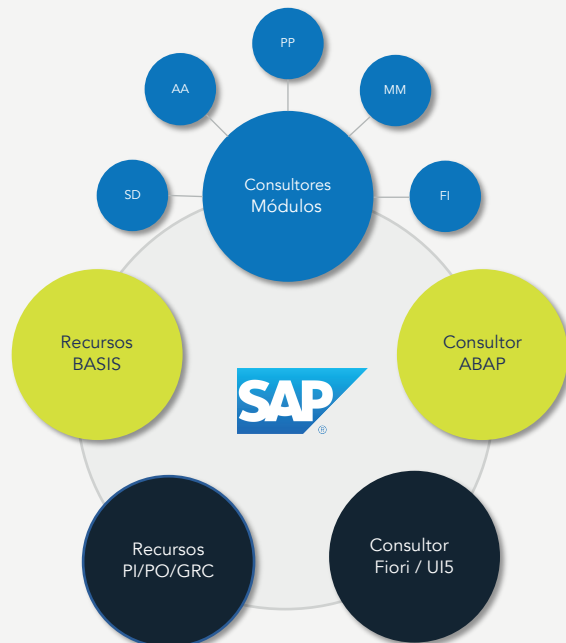 PP
AA
MM
Consultores
Módulos
SD
FI
Recursos
BASIS
Consultor
ABAP
SAP®
Recursos
PI/PO/GRC
Consultor
Fiori / UI5